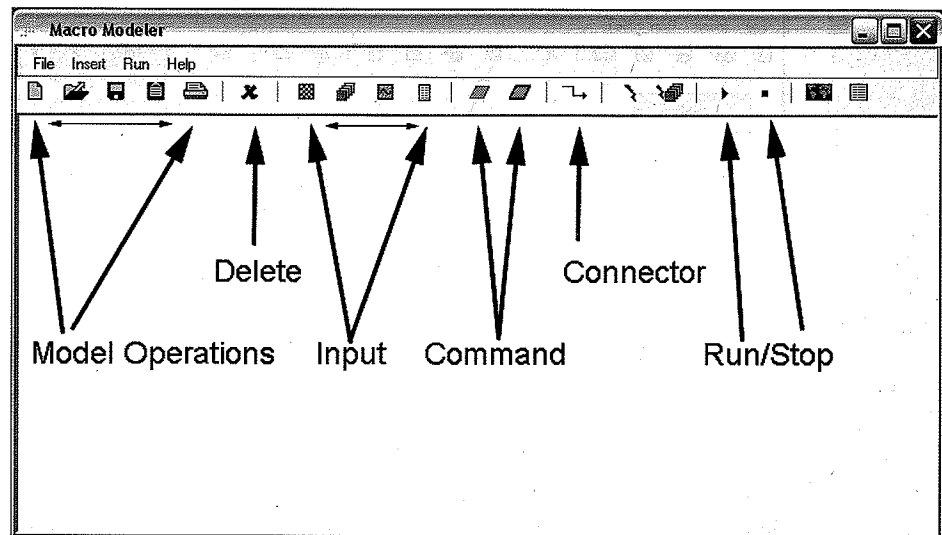 Macro Modeler
File Insert Run Help
Delete
Connector
Model Operations
Input
Command
Run/Stop